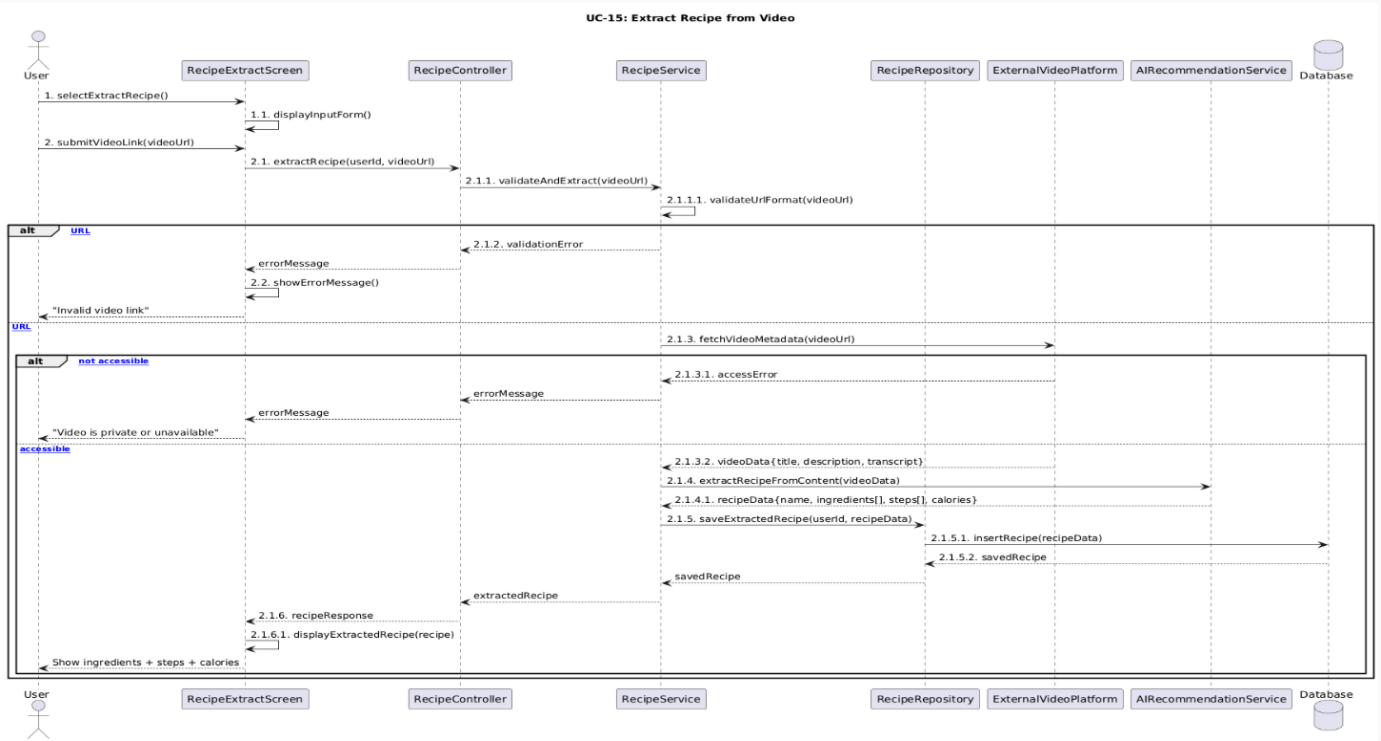 UC-15: Extract Recipe from Video
User RecipeExtractScreen RecipeController RecipeService RecipeRepository ExternalVideoPlatform AIRecommendationService Database
1. selectExtractRecipe()
1.1. displayInputForm()
2. submitVideoLink(videoUrl)
2.1. extractRecipe(userId, videoUrl)
2.1.1. validateAndExtract(videoUrl)
2.1.1.1. validateUrlFormat(videoUrl)
alt URL
2.1.2. validationError
errorMessage
2.2. showErrorMessage()
"Invalid video link"
URL
2.1.3. fetchVideoMetadata(videoUrl)
alt not accessible
2.1.3.1. accessError
errorMessage
errorMessage
"Video is private or unavailable"
accessible
2.1.3.2. videoData{title, description, transcript}
2.1.4. extractRecipeFromContent(videoData)
2.1.4.1. recipeData{name, ingredients[], steps[], calories}
2.1.5. saveExtractedRecipe(userId, recipeData)
2.1.5.1. insertRecipe(recipeData)
2.1.5.2. savedRecipe
savedRecipe
extractedRecipe
2.1.6. recipeResponse
2.1.6.1. displayExtractedRecipe(recipe)
Show ingredients + steps + calories
User RecipeExtractScreen RecipeController RecipeService RecipeRepository ExternalVideoPlatform AIRecommendationService Database